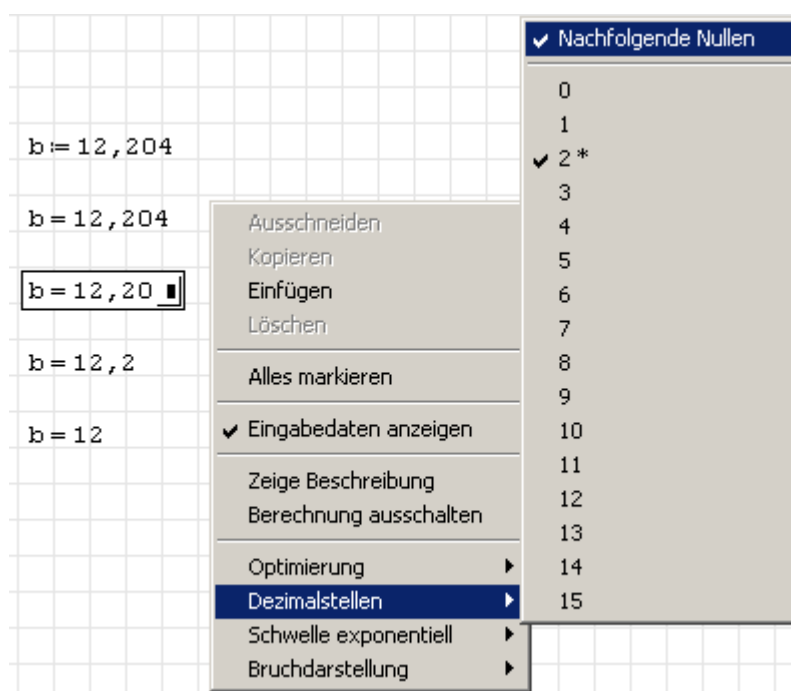 b≔12,204
b=12,204
b=12,20
b=12,2
b=12
Ausschneiden
Kopieren
Einfügen
Löschen
Alles markieren
Eingabedaten anzeigen
Zeige Beschreibung
Berechnung ausschalten
Optimierung
Dezimalstellen
Schwelle exponentiell
Bruchdarstellung
Nachfolgende Nullen
0
1
2 *
3
4
5
6
7
8
9
10
11
12
13
14
15